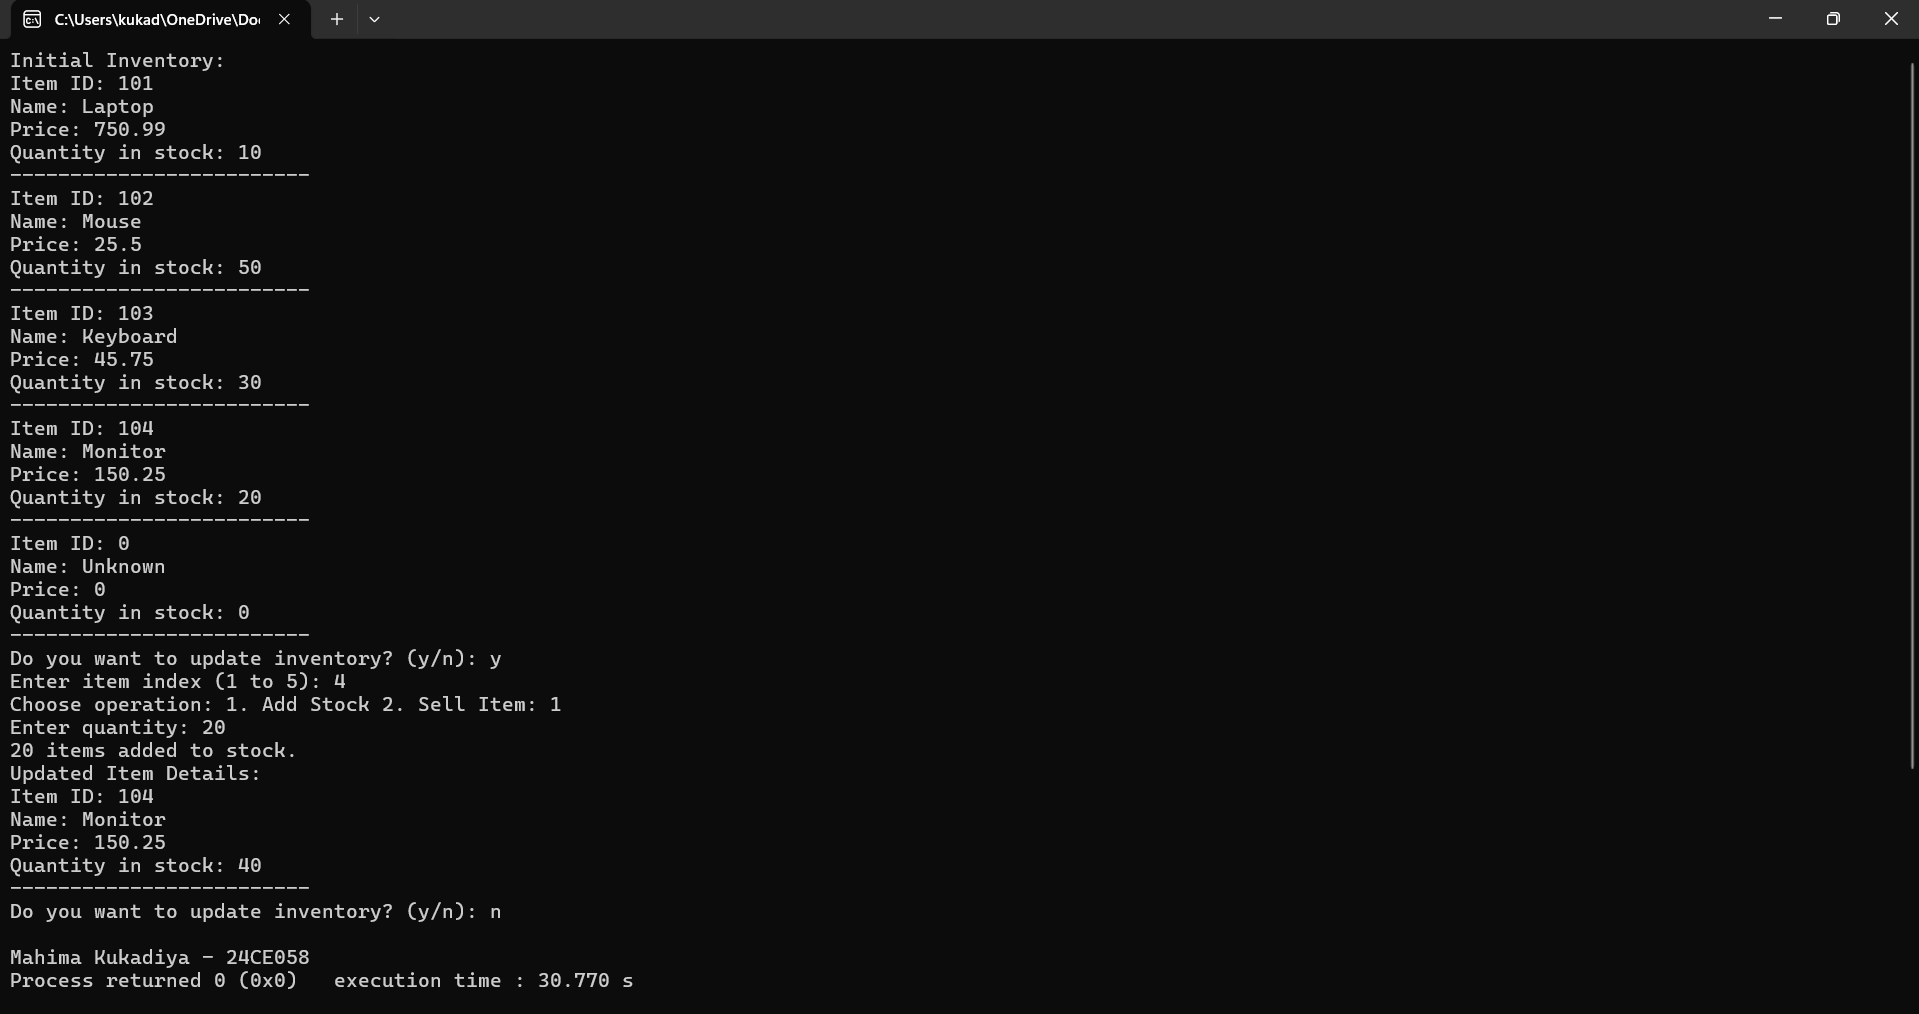 C:\Users\kukad\OneDrive\Do
Initial Inventory:
Item ID: 101
Name: Laptop
Price: 750.99
Quantity in stock: 10
-------------------------
Item ID: 102
Name: Mouse
Price: 25.5
Quantity in stock: 50
-------------------------
Item ID: 103
Name: Keyboard
Price: 45.75
Quantity in stock: 30
-------------------------
Item ID: 104
Name: Monitor
Price: 150.25
Quantity in stock: 20
-------------------------
Item ID: 0
Name: Unknown
Price: 0
Quantity in stock: 0
-------------------------
Do you want to update inventory? (y/n): y
Enter item index (1 to 5): 4
Choose operation: 1. Add Stock 2. Sell Item: 1
Enter quantity: 20
20 items added to stock.
Updated Item Details:
Item ID: 104
Name: Monitor
Price: 150.25
Quantity in stock: 40
-------------------------
Do you want to update inventory? (y/n): n
Mahima Kukadiya - 24CE058
Process returned 0 (0x0)   execution time : 30.770 s